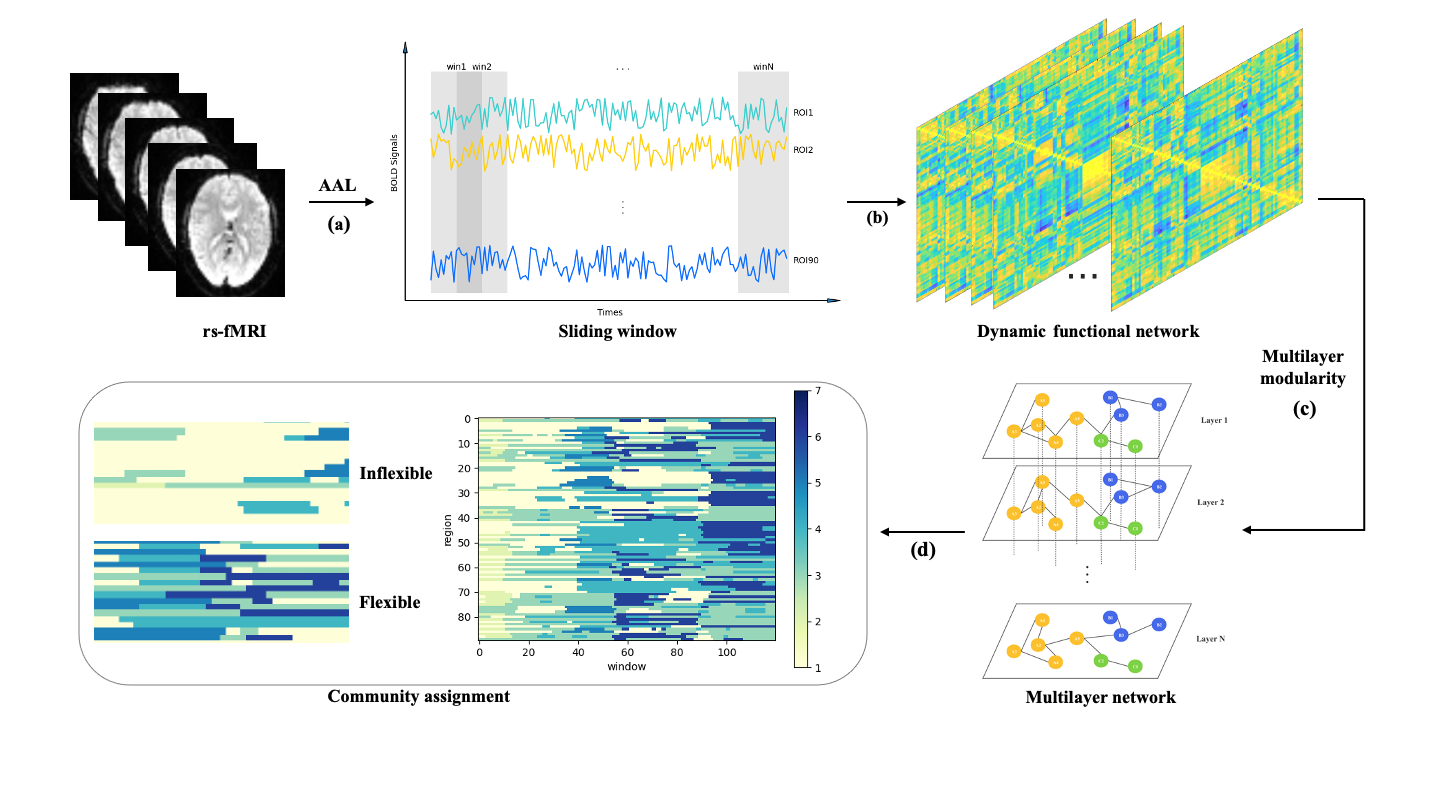 win1 win2 ... winN
BOLD Signals
ROI1
ROI2
ROI90
Times
AAL
(a)
(b)
rs-fMRI
Sliding window
Dynamic functional network
Multilayer
modularity
(c)
Layer 1
Layer 2
Layer N
Multilayer network
(d)
Inflexible
Flexible
region
0
10
20
30
40
50
60
70
80
0 20 40 60 80 100
window
7
6
5
4
3
2
1
Community assignment